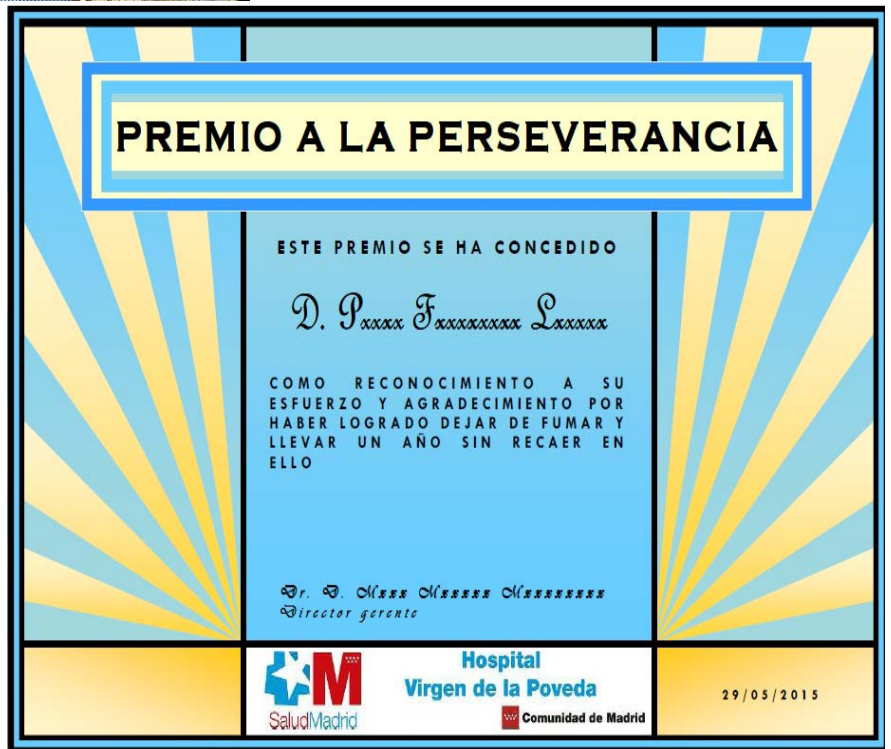 PREMIO A LA PERSEVERANCIA
ESTE PREMIO SE HA CONCEDIDO
D. Pxxxx Fxxxxxxxx Lxxxxx
COMO RECONOCIMIENTO A SU
ESFUERZO Y AGRADECIMIENTO POR
HABER LOGRADO DEJAR DE FUMAR Y
LLEVAR UN AÑO SIN RECAER EN
ELLO
Dr. D. Mxxx Mxxxxx Mxxxxxxxx
Director gerente
M
SaludMadrid
Hospital
Virgen de la Poveda
Comunidad de Madrid
29/05/2015